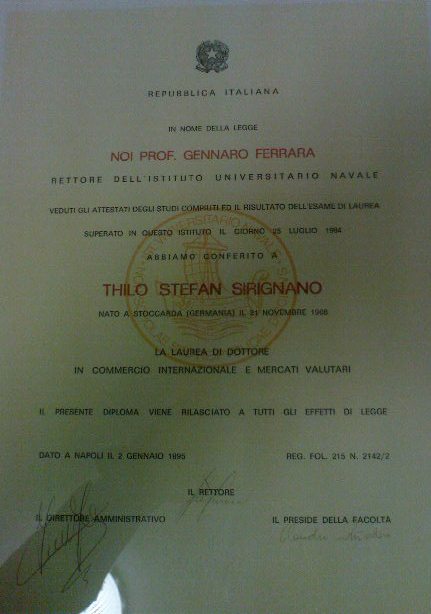 REPUBBLICA ITALIANA
IN NOME DELLA LEGGE
NOI PROF. GENNARO FERRARA
RETTORE DELL'ISTITUTO UNIVERSITARIO NAVALE
VEDUTI GLI ATTESTATI DEGLI STUDI COMPIUTI ED IL RISULTATO DELL'ESAME DI LAUREA
SUPERATO IN QUESTO ISTITUTO IL GIORNO 25 LUGLIO 1994
ABBIAMO CONFERITO A
THILO STEFAN SIRIGNANO
NATO A STOCCARDA (GERMANIA) IL 21 NOVEMBRE 1968
LA LAUREA DI DOTTORE
IN COMMERCIO INTERNAZIONALE E MERCATI VALUTARI
IL PRESENTE DIPLOMA VIENE RILASCIATO A TUTTI GLI EFFETTI DI LEGGE
DATO A NAPOLI IL 2 GENNAIO 1995 REG. FOL. 215 N. 2142/2
IL RETTORE
IL DIRETTORE AMMINISTRATIVO IL PRESIDE DELLA FACOLTÀ